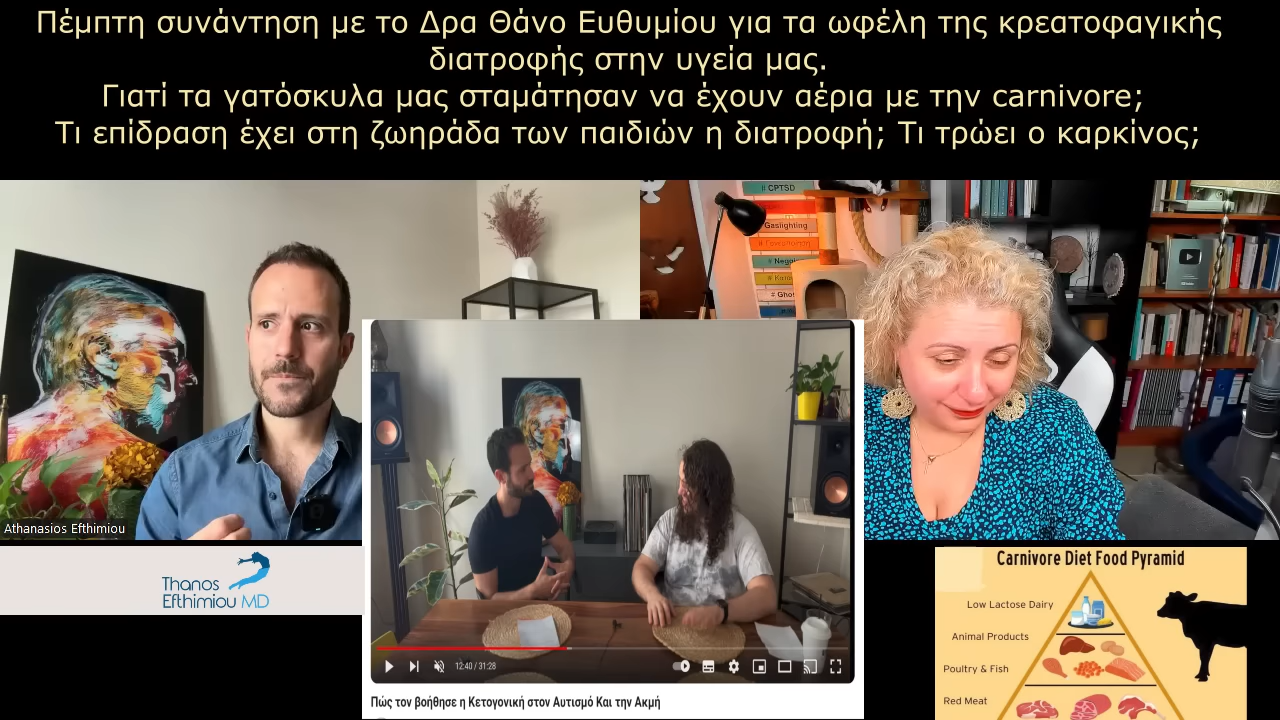 Πέμπτη συνάντηση με το Δρα Θάνο Ευθυμίου για τα ωφέλη της κρεατοφαγικής
διατροφής στην υγεία μας.
Γιατί τα γατόσκυλα μας σταμάτησαν να έχουν αέρια με την carnivore;
Τι επίδραση έχει στη ζωηράδα των παιδιών η διατροφή; Τι τρώει ο καρκίνος;
# CPTSD
Gaslighting
Athanasios Efthimiou
Thanos
Efthimiou MD
12:40 / 31:28
Πώς τον βοήθησε η Κετογονική στον Αυτισμό Και την Ακμή
Carnivore Diet Food Pyramid
Low Lactose Dairy
Animal Products
Poultry & Fish
Red Meat